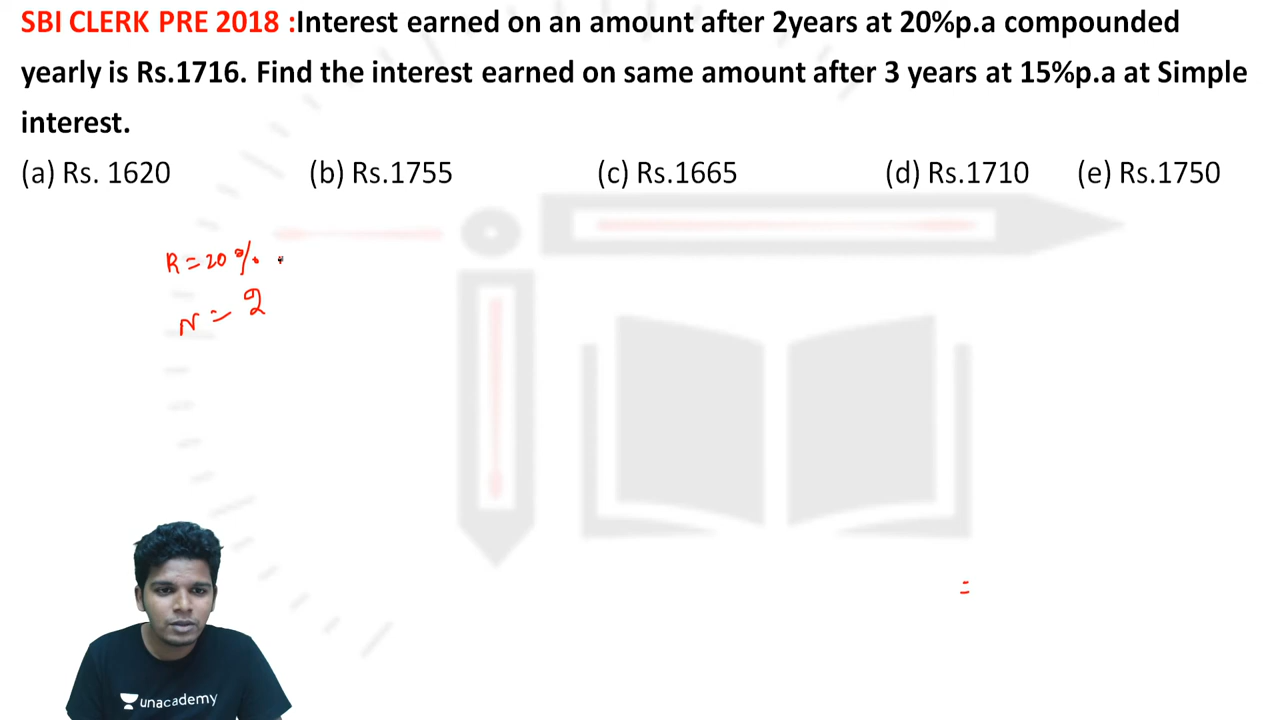 SBI CLERK PRE 2018 :Interest earned on an amount after 2years at 20%p.a compounded
yearly is Rs.1716. Find the interest earned on same amount after 3 years at 15%p.a at Simple
interest.
(a) Rs. 1620 (b) Rs.1755 (c) Rs.1665 (d) Rs.1710 (e) Rs.1750
R = 20 %
N = 2
=
unacademy